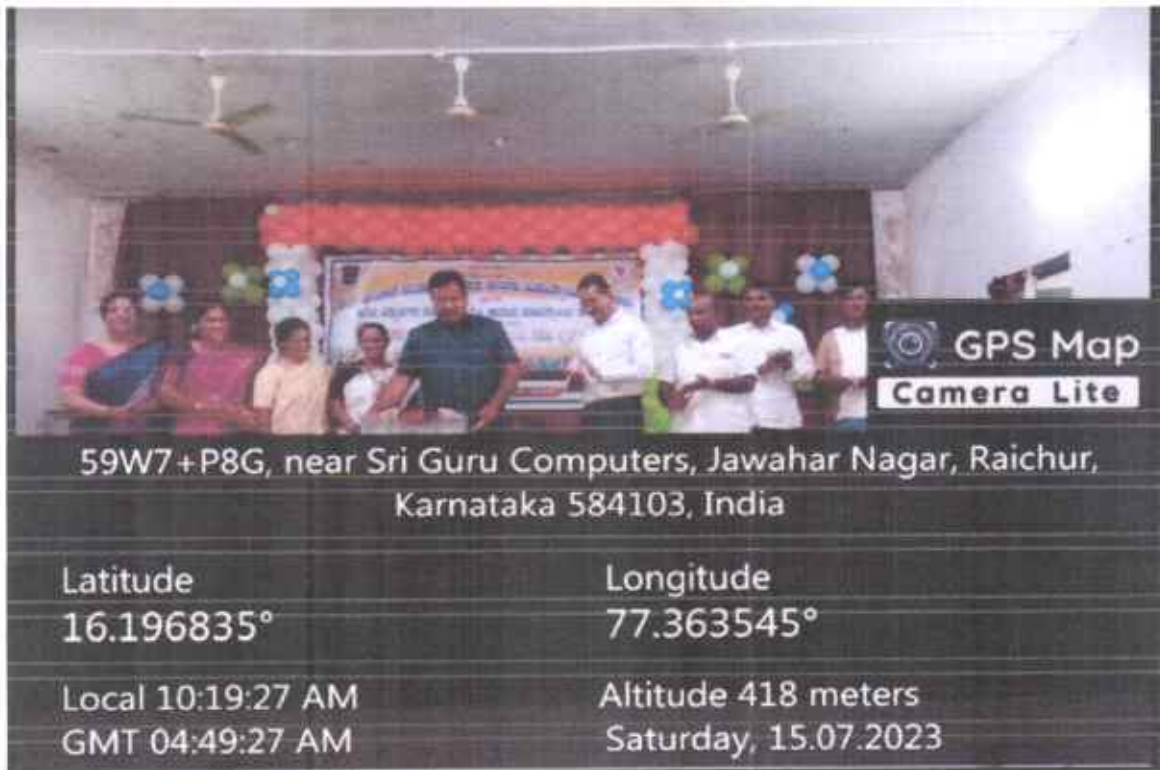 GPS Map
Camera Lite
59W7+P8G, near Sri Guru Computers, Jawahar Nagar, Raichur,
Karnataka 584103, India
Latitude
16.196835°
Longitude
77.363545°
Local 10:19:27 AM
GMT 04:49:27 AM
Altitude 418 meters
Saturday, 15.07.2023